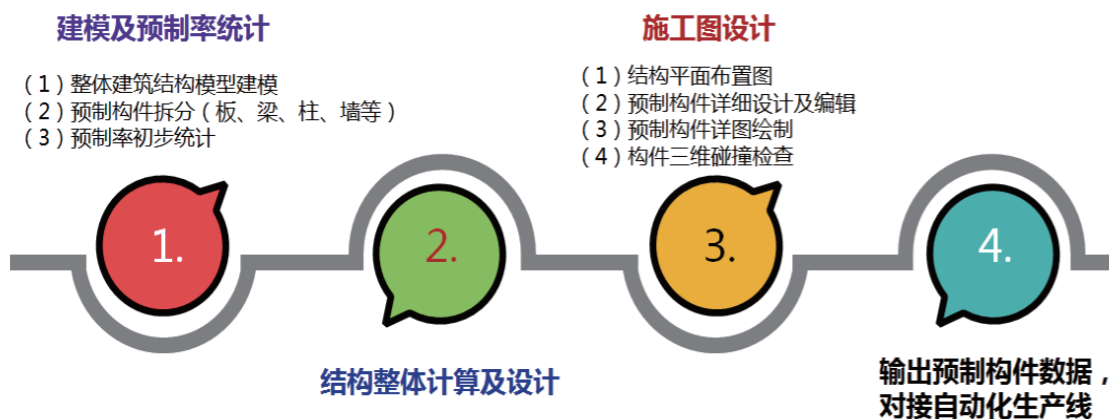 建模及预制率统计
（1）整体建筑结构模型建模
（2）预制构件拆分（板、梁、柱、墙等）
（3）预制率初步统计
施工图设计
（1）结构平面布置图
（2）预制构件详细设计及编辑
（3）预制构件详图绘制
（4）构件三维碰撞检查
1.
2.
3.
4.
结构整体计算及设计
输出预制构件数据，
对接自动化生产线